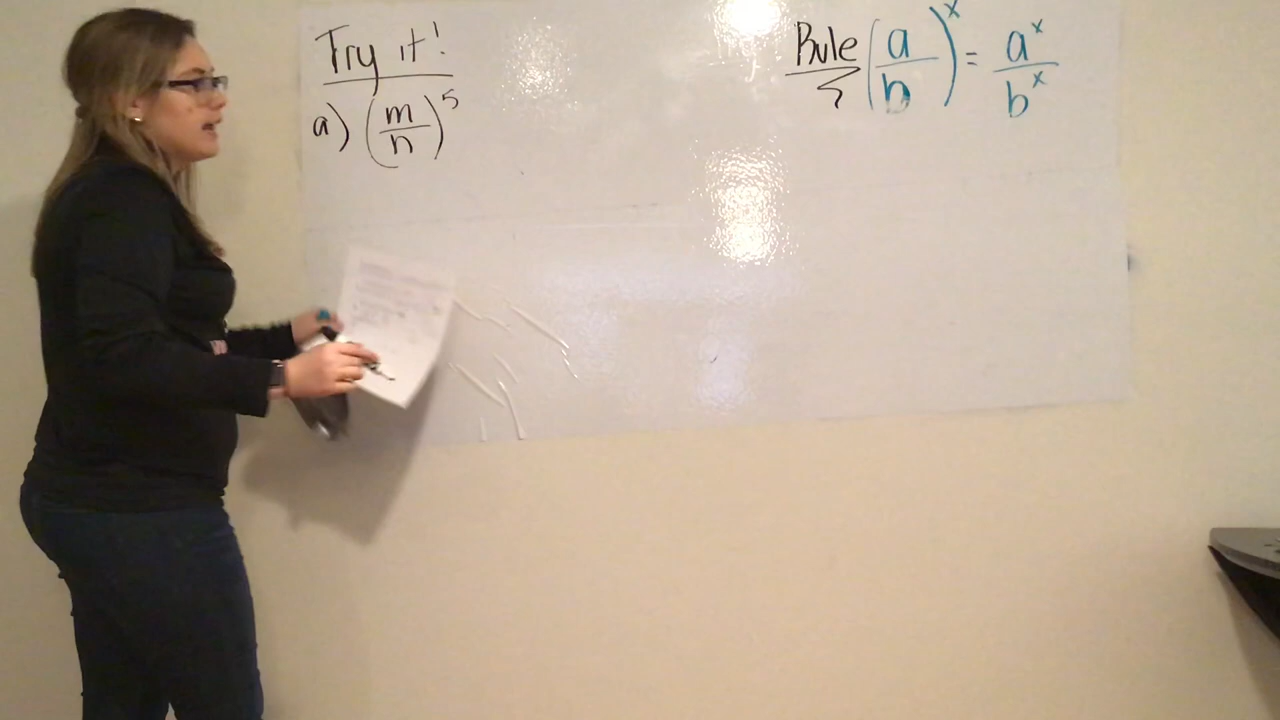 Try it!
a) (m/n)^5
Rule (a/b)^x = a^x/b^x